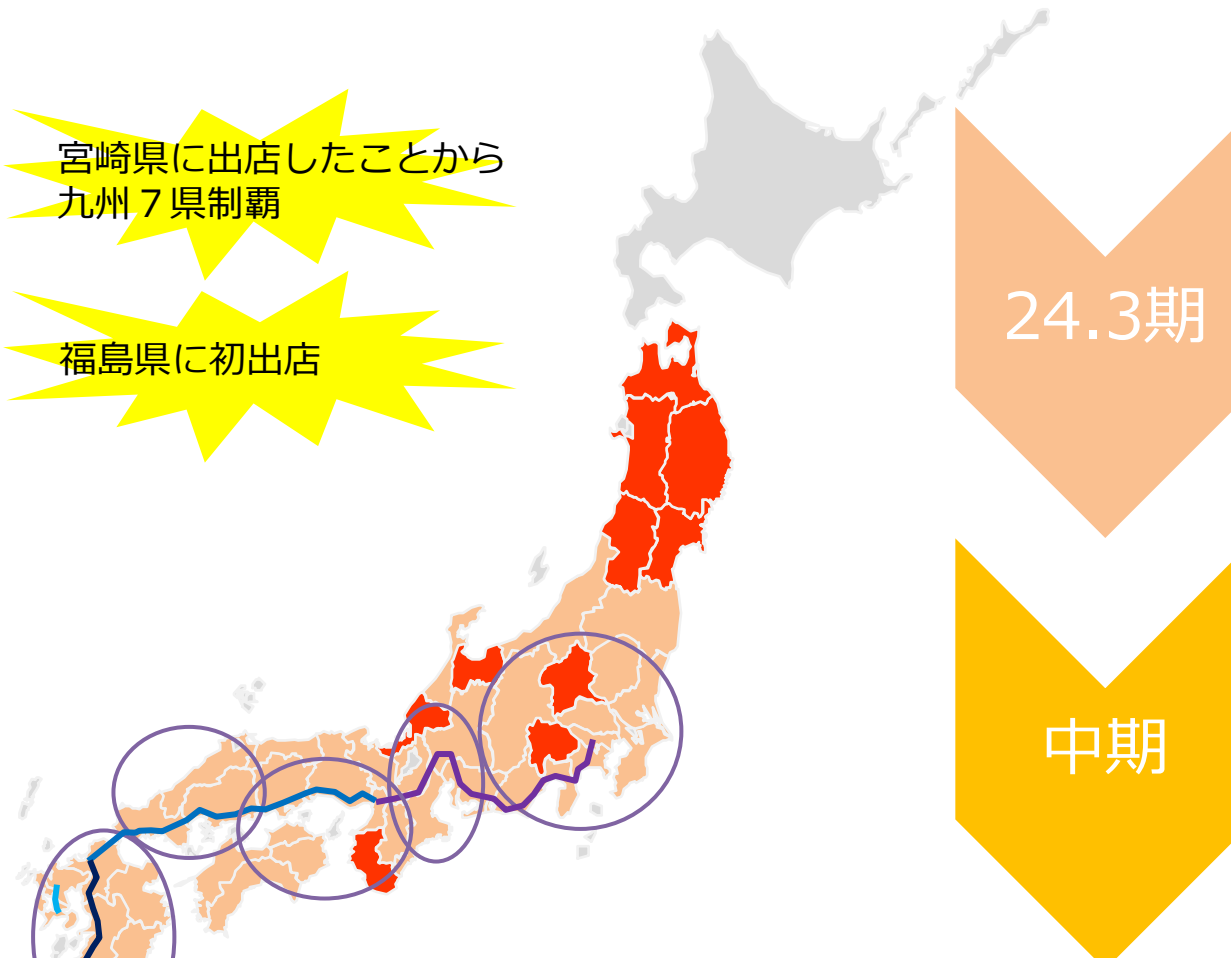 宮崎県に出店したことから
九州７県制覇
福島県に初出店
24.3期
中期